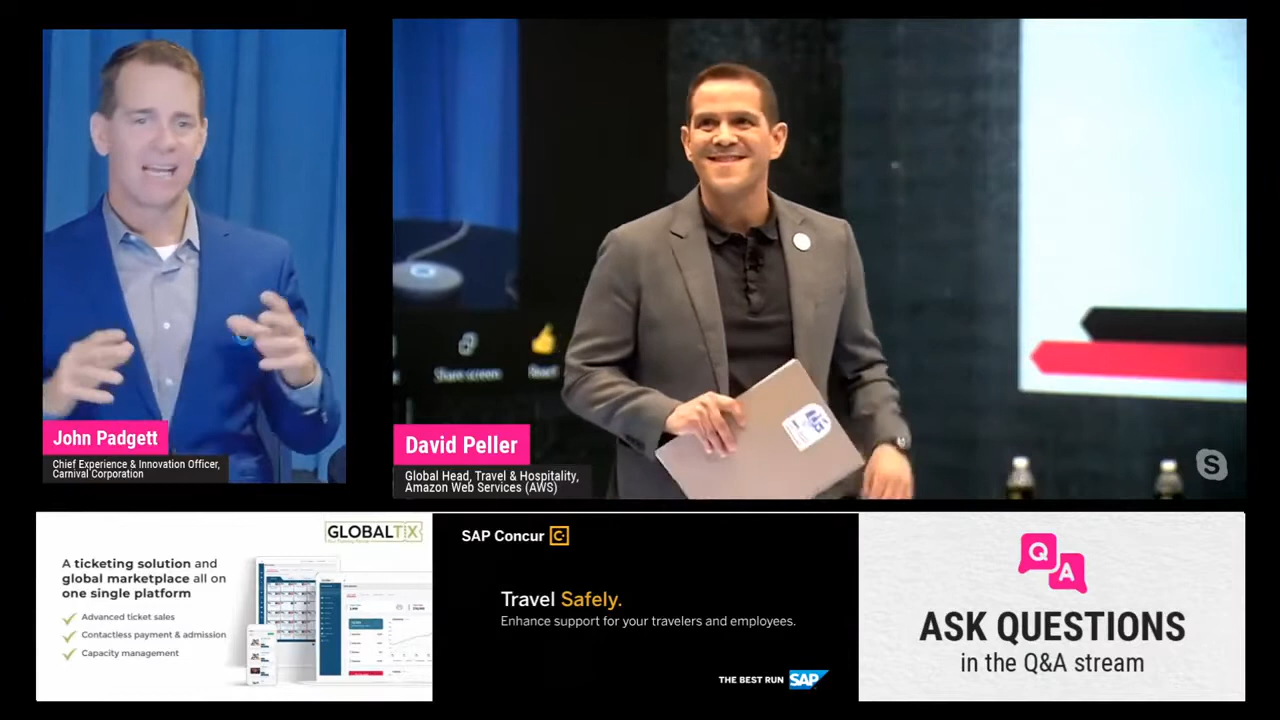 John Padgett
Chief Experience & Innovation Officer,
Carnival Corporation
Share screen
React
David Peller
Global Head, Travel & Hospitality,
Amazon Web Services (AWS)
S
GLOBALTIX
A ticketing solution and
global marketplace all on
one single platform
Advanced ticket sales
Contactless payment & admission
Capacity management
SAP Concur C
Travel Safely.
Enhance support for your travelers and employees.
THE BEST RUN SAP
Q
A
ASK QUESTIONS
in the Q&A stream